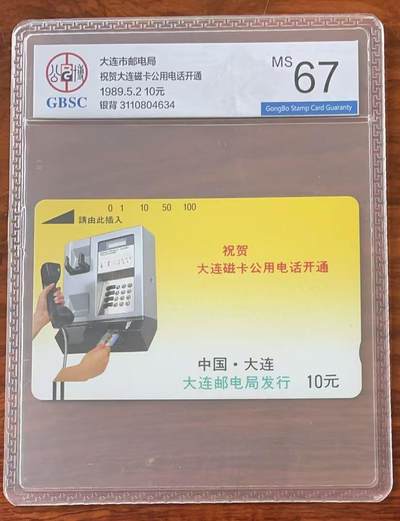 公博
GBSC
大连市邮电局
祝贺大连磁卡公用电话开通
1989.5.2 10元
银背 3110804634
MS
67
GongBo Stamp Card Guaranty
0 1 10 50 100
請由此插入
祝贺
大连磁卡公用电话开通
中国·大连
大连邮电局发行 10元